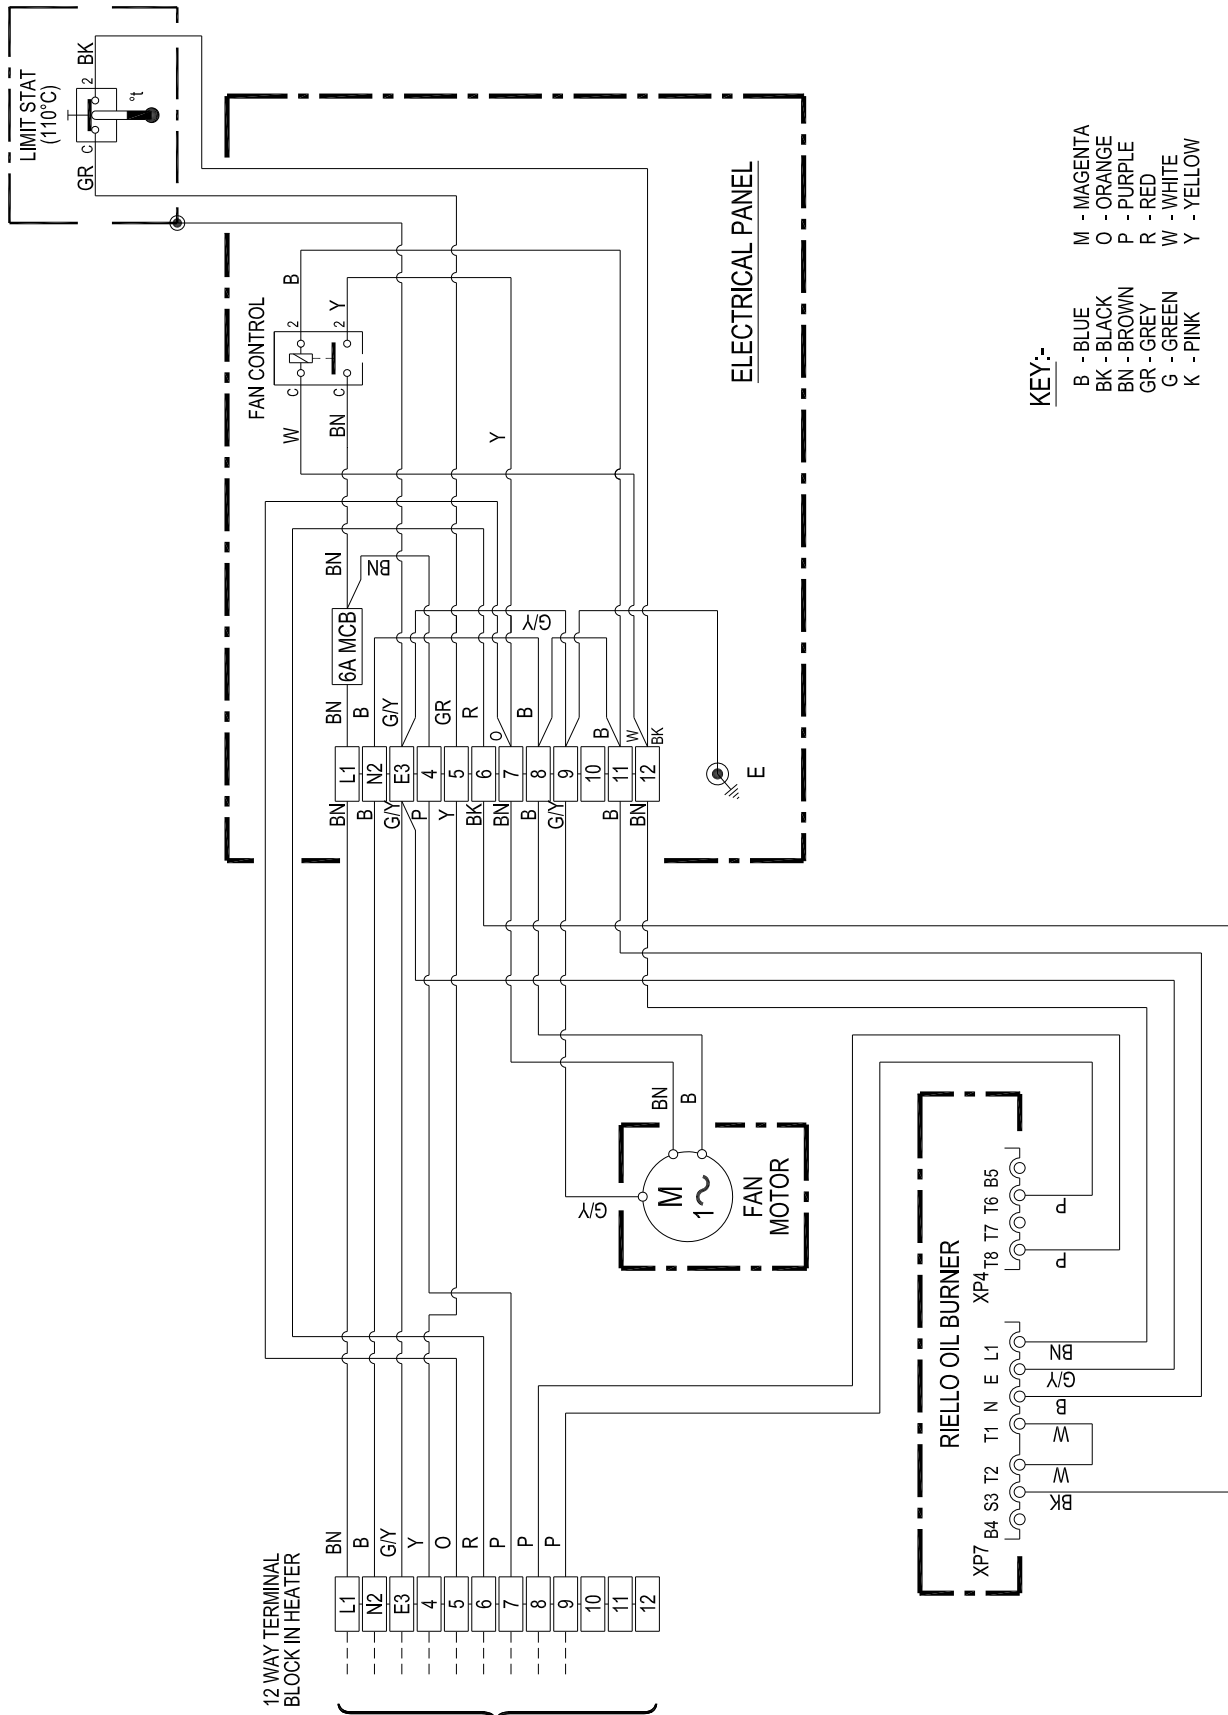 LIMIT STAT
(110°C)
GR
C
2
BK
°t
FAN CONTROL
W
C
2
B
BN
C
2
Y
ELECTRICAL PANEL
Y
BN
BN
6A MCB
G/Y
BN
B
G/Y
GR
R
O
B
B
W
BK
L1
N2
E3
4
5
6
7
8
9
10
11
12
BN
B
G/Y
P
Y
BK
BN
B
G/Y
B
BN
E
KEY:-
B - BLUE
BK - BLACK
BN - BROWN
GR - GREY
G - GREEN
K - PINK
M - MAGENTA
O - ORANGE
P - PURPLE
R - RED
W - WHITE
Y - YELLOW
BN
B
G/Y
M
1
FAN
MOTOR
RIELLO OIL BURNER
XP4
T8 T7 T6 B5
P
P
XP7
B4 S3 T2 T1 N E L1
BK
W
W
B
G/Y
BN
12 WAY TERMINAL
BLOCK IN HEATER
BN
B
G/Y
Y
O
R
P
P
P
L1
N2
E3
4
5
6
7
8
9
10
11
12